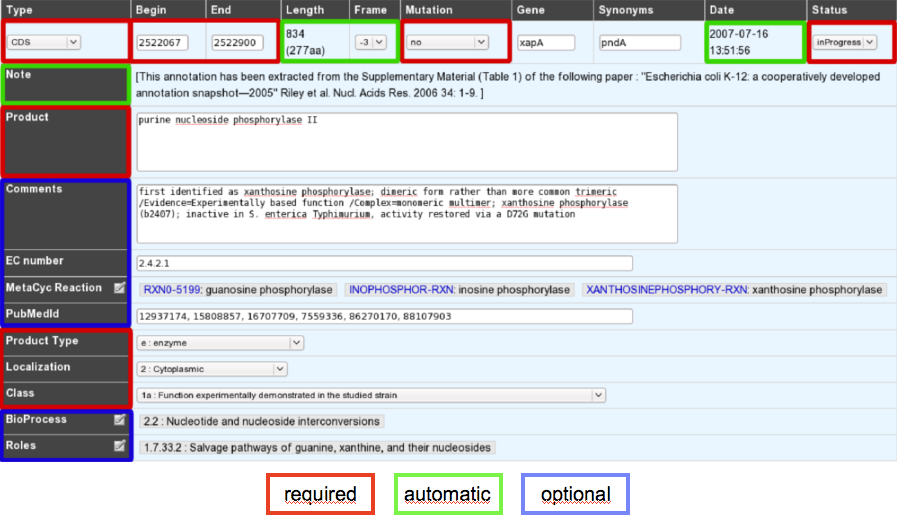 Type Begin End Length Frame Mutation Gene Synonyms Date Status
CDS 2522067 2522900 834 (277aa) -3 no xapA pndA 2007-07-16 13:51:56 inProgress
Note [This annotation has been extracted from the Supplementary Material (Table 1) of the following paper : "Escherichia coli K-12: a cooperatively developed
annotation snapshot—2005" Riley et al. Nucl. Acids Res. 2006 34: 1-9. ]
Product purine nucleoside phosphorylase II
Comments first identified as xanthosine phosphorylase; dimeric form rather than more common trimeric
/Evidence=Experimentally based function /Complex=monomeric multimer; xanthosine phosphorylase
(b2407); inactive in S. enterica Typhimurium, activity restored via a D72G mutation
EC number 2.4.2.1
MetaCyc Reaction RXN0-5199: guanosine phosphorylase INOPHOSPHOR-RXN: inosine phosphorylase XANTHOSINEPHOSPHORY-RXN: xanthosine phosphorylase
PubMedId 12937174, 15808857, 16707709, 7559336, 86270170, 88107903
Product Type e : enzyme
Localization 2 : Cytoplasmic
Class 1a : Function experimentally demonstrated in the studied strain
BioProcess 2.2 : Nucleotide and nucleoside interconversions
Roles 1.7.33.2 : Salvage pathways of guanine, xanthine, and their nucleosides
required automatic optional